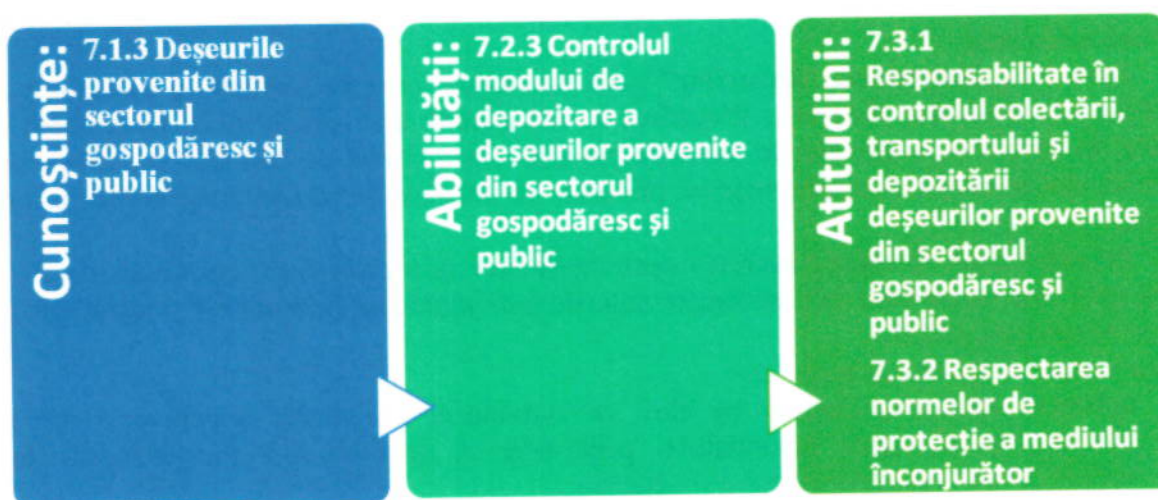 Cunoștințe:
7.1.3 Deșeurile
provenite din
sectorul
gospodăresc și
public
Abilități:
7.2.3 Controlul
modului de
depozitare a
deșeurilor provenite
din sectorul
gospodăresc și
public
Atitudini:
7.3.1
Responsabilitate în
controlul colectării,
transportului și
depozitării
deșeurilor provenite
din sectorul
gospodăresc și
public
7.3.2 Respectarea
normelor de
protecție a mediului
înconjurător